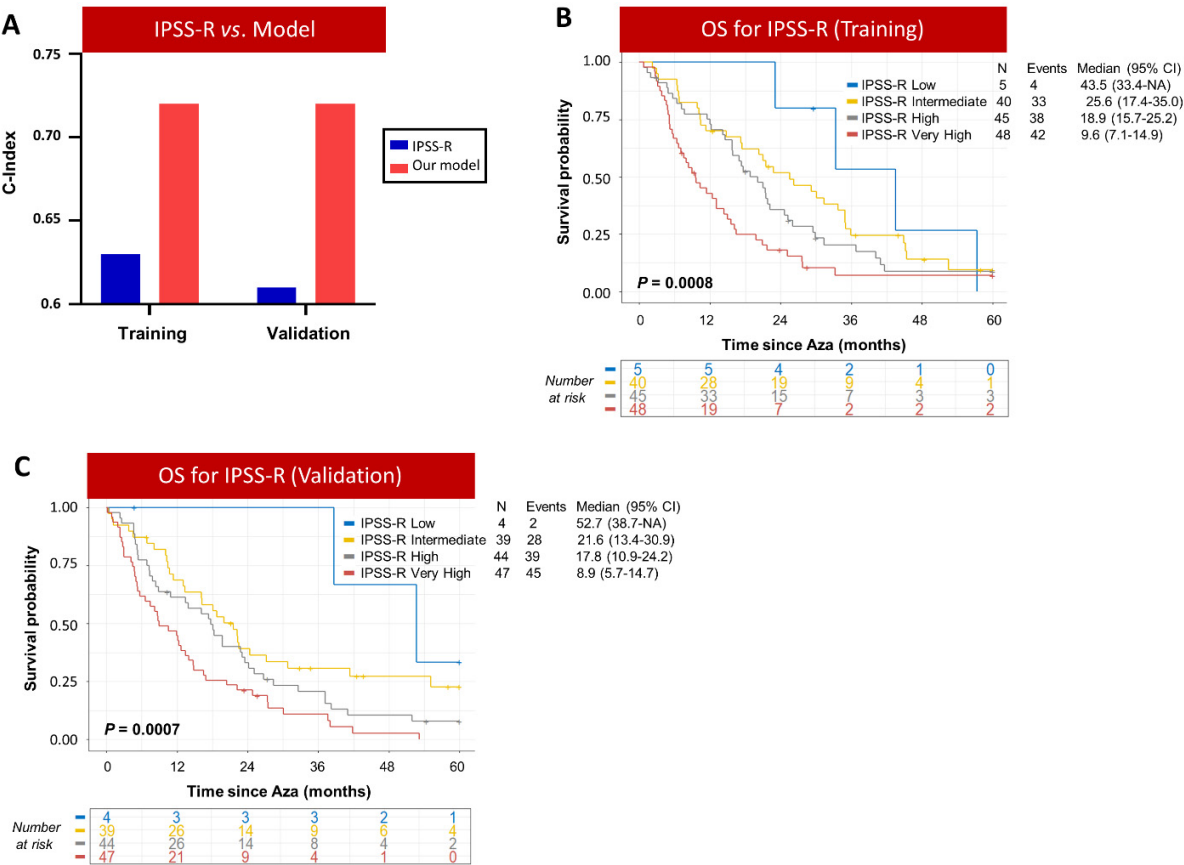 A
IPSS-R vs. Model
0.75
0.70
0.65
0.6
C-Index
Training
Validation
IPSS-R
Our model
B
OS for IPSS-R (Training)
N Events Median (95% CI)
IPSS-R Low 5 4 43.5 (33.4-NA)
IPSS-R Intermediate 40 33 25.6 (17.4-35.0)
IPSS-R High 45 38 18.9 (15.7-25.2)
IPSS-R Very High 48 42 9.6 (7.1-14.9)
1.00
0.75
0.50
0.25
0.00
Survival probability
P = 0.0008
0 12 24 36 48 60
Time since Aza (months)
Number
at risk
5 5 4 2 1 0
40 28 19 9 4 1
45 33 15 7 3 3
48 19 7 2 2 2
C
OS for IPSS-R (Validation)
N Events Median (95% CI)
IPSS-R Low 4 2 52.7 (38.7-NA)
IPSS-R Intermediate 39 28 21.6 (13.4-30.9)
IPSS-R High 44 39 17.8 (10.9-24.2)
IPSS-R Very High 47 45 8.9 (5.7-14.7)
1.00
0.75
0.50
0.25
0.00
Survival probability
P = 0.0007
0 12 24 36 48 60
Time since Aza (months)
Number
at risk
4 3 3 3 2 1
39 26 14 9 6 4
44 26 14 8 4 2
47 21 9 4 1 0